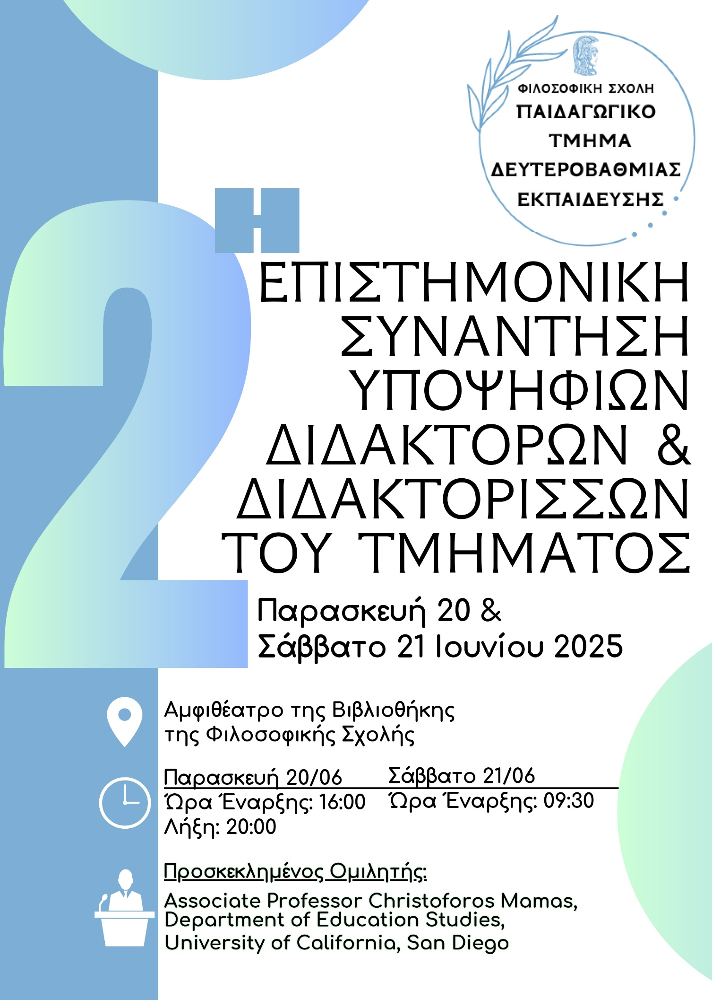 ΦΙΛΟΣΟΦΙΚΗ ΣΧΟΛΗ
ΠΑΙΔΑΓΩΓΙΚΟ
ΤΜΗΜΑ
ΔΕΥΤΕΡΟΒΑΘΜΙΑΣ
ΕΚΠΑΙΔΕΥΣΗΣ
2Η
ΕΠΙΣΤΗΜΟΝΙΚΗ
ΣΥΝΑΝΤΗΣΗ
ΥΠΟΨΗΦΙΩΝ
ΔΙΔΑΚΤΟΡΩΝ &
ΔΙΔΑΚΤΟΡΙΣΣΩΝ
ΤΟΥ ΤΜΗΜΑΤΟΣ
Παρασκευή 20 &
Σάββατο 21 Ιουνίου 2025
Αμφιθέατρο της Βιβλιοθήκης
της Φιλοσοφικής Σχολής
Παρασκευή 20/06
Ώρα Έναρξης: 16:00
Λήξη: 20:00
Σάββατο 21/06
Ώρα Έναρξης: 09:30
Προσκεκλημένος Ομιλητής:
Associate Professor Christoforos Mamas,
Department of Education Studies,
University of California, San Diego